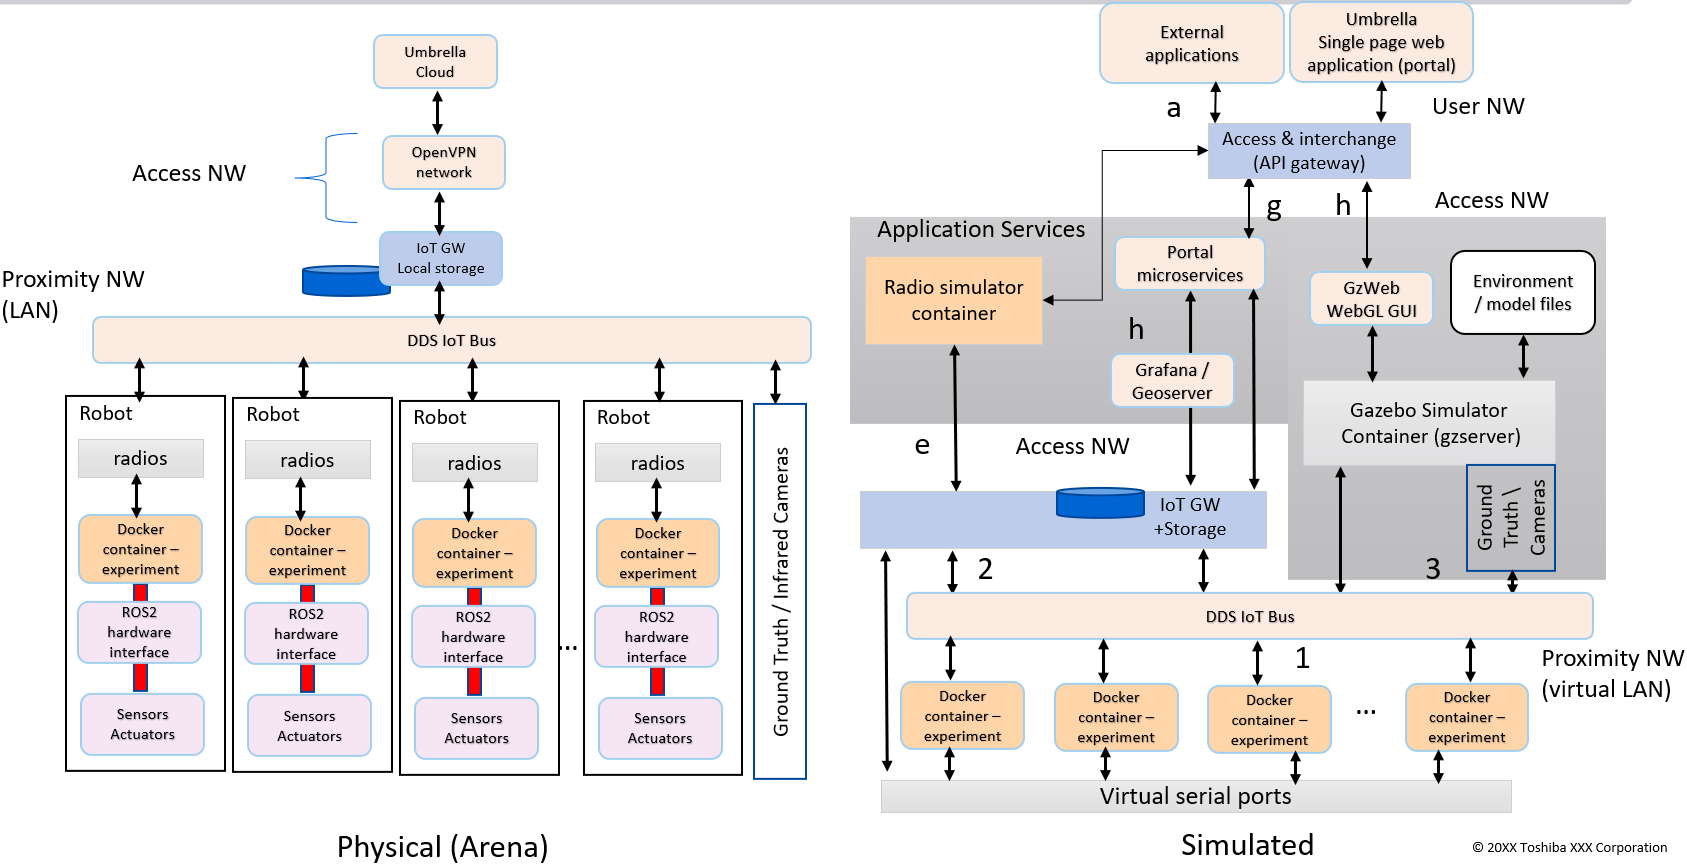 Umbrella
Cloud
OpenVPN
network
Access NW
IoT GW
Local storage
Proximity NW
(LAN)
DDS IoT Bus
Robot
radios
Docker
container –
experiment
ROS2
hardware
interface
Sensors
Actuators
Robot
radios
Docker
container –
experiment
ROS2
hardware
interface
Sensors
Actuators
Robot
radios
Docker
container –
experiment
ROS2
hardware
interface
Sensors
Actuators
...
Robot
radios
Docker
container –
experiment
ROS2
hardware
interface
Sensors
Actuators
Ground Truth / Infrared Cameras
Physical (Arena)
External
applications
Umbrella
Single page web
application (portal)
a
User NW
Access & interchange
(API gateway)
g
h
Access NW
Application Services
Radio simulator
container
Portal
microservices
GzWeb
WebGL GUI
Environment
/ model files
h
Grafana /
Geoserver
Gazebo Simulator
Container (gzserver)
e
Access NW
Ground
Truth \
Cameras
IoT GW
+Storage
2
3
DDS IoT Bus
1
Proximity NW
(virtual LAN)
Docker
container –
experiment
Docker
container –
experiment
Docker
container –
experiment
...
Docker
container –
experiment
Virtual serial ports
Simulated
© 20XX Toshiba XXX Corporation